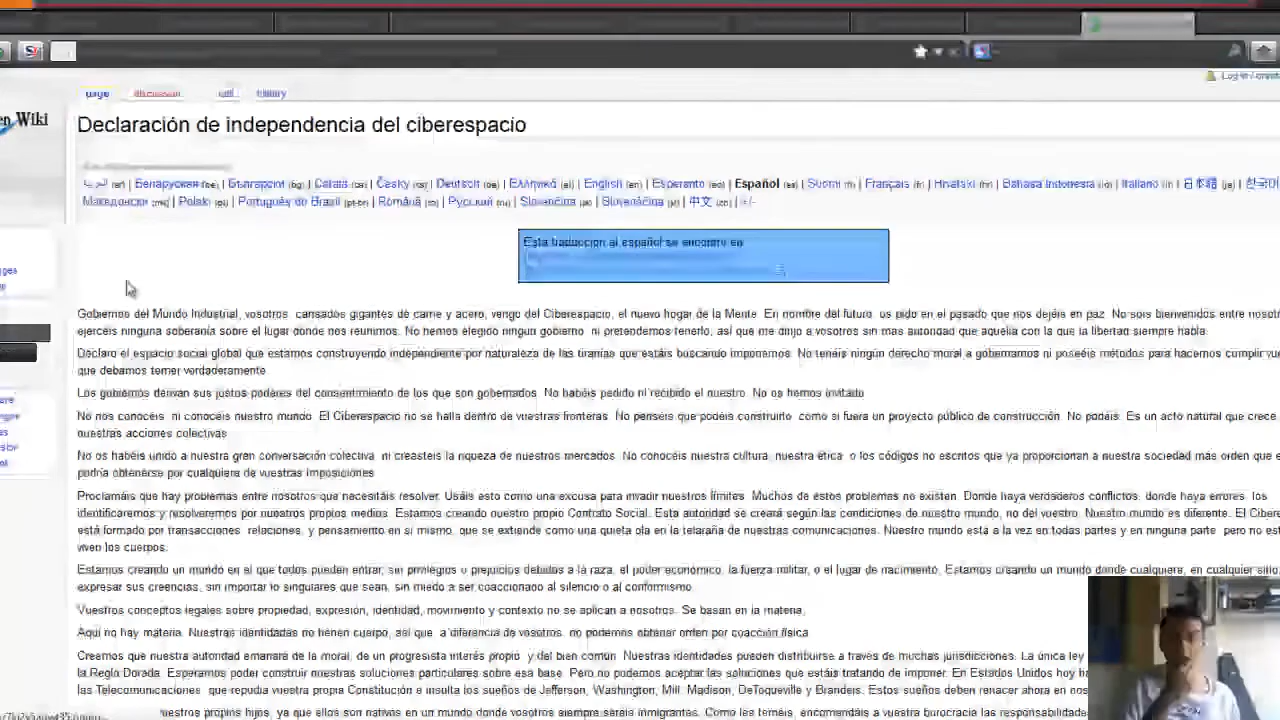 Log in / create
page discussion edit history
en Wiki
Declaración de independencia del ciberespacio
(ar) | Беларуская (be) | Български (bg) | Català (ca) | Česky (cs) | Deutsch (de) | Ελληνικά (el) | English (en) | Esperanto (eo) | Español (es) | Suomi (fi) | Français (fr) | Hrvatski (hr) | Bahasa Indonesia (id) | Italiano (it) | 日本語 (ja) | 한국어
Македонски (mk) | Polski (pl) | Português do Brasil (pt-br) | Română (ro) | Русский (ru) | Slovenčina (sk) | Slovenščina (sl) | 中文 (zh) | +/-
Esta traduccion al español se encontro en
Gobiernos del Mundo Industrial, vosotros, cansados gigantes de carne y acero, vengo del Ciberespacio, el nuevo hogar de la Mente. En nombre del futuro, os pido en el pasado que nos dejéis en paz. No sois bienvenidos entre
ejercéis ninguna soberanía sobre el lugar donde nos reunimos. No hemos elegido ningún gobierno, ni pretendemos tenerlo, así que me dirijo a vosotros sin más autoridad que aquella con la que la libertad siempre habla.
Declaro el espacio social global que estamos construyendo independiente por naturaleza de las tiranías que estáis buscando imponernos. No tenéis ningún derecho moral a gobernarnos ni poseéis métodos para hacernos cumplir
que debamos temer verdaderamente.
Los gobiernos derivan sus justos poderes del consentimiento de los que son gobernados. No habéis pedido ni recibido el nuestro. No os hemos invitado.
No nos conocéis, ni conocéis nuestro mundo. El Ciberespacio no se halla dentro de vuestras fronteras. No penséis que podéis construirlo, como si fuera un proyecto público de construcción. No podéis. Es un acto natural que crece
nuestras acciones colectivas.
No os habéis unido a nuestra gran conversación colectiva, ni creasteis la riqueza de nuestros mercados. No conocéis nuestra cultura, nuestra ética, o los códigos no escritos que ya proporcionan a nuestra sociedad más orden que
podría obtenerse por cualquiera de vuestras imposiciones.
Proclamáis que hay problemas entre nosotros que necesitáis resolver. Usáis esto como una excusa para invadir nuestros límites. Muchos de estos problemas no existen. Donde haya verdaderos conflictos, donde haya errores, los
identificaremos y resolveremos por nuestros propios medios. Estamos creando nuestro propio Contrato Social. Esta autoridad se creará según las condiciones de nuestro mundo, no del vuestro. Nuestro mundo es diferente. El
está formado por transacciones, relaciones, y pensamiento en sí mismo, que se extiende como una quieta ola en la telaraña de nuestras comunicaciones. Nuestro mundo está a la vez en todas partes y en ninguna parte, pero no
viven los cuerpos.
Estamos creando un mundo en el que todos pueden entrar, sin privilegios o prejuicios debidos a la raza, el poder económico, la fuerza militar, o el lugar de nacimiento. Estamos creando un mundo donde cualquiera, en cualquier sitio,
expresar sus creencias, sin importar lo singulares que sean, sin miedo a ser coaccionado al silencio o al conformismo.
Vuestros conceptos legales sobre propiedad, expresión, identidad, movimiento y contexto no se aplican a nosotros. Se basan en la materia.
Aquí no hay materia. Nuestras identidades no tienen cuerpo, así que, a diferencia de vosotros, no podemos obtener orden por coacción física.
Creemos que nuestra autoridad emanará de la moral, de un progresista interés propio, y del bien común. Nuestras identidades pueden distribuirse a través de muchas jurisdicciones. La única ley
la Regla Dorada. Esperamos poder construir nuestras soluciones particulares sobre esa base. Pero no podemos aceptar las soluciones que estáis tratando de imponer. En Estados Unidos hoy
las Telecomunicaciones, que repudia vuestra propia Constitución e insulta los sueños de Jefferson, Washington, Mill, Madison, DeToqueville y Brandeis. Estos sueños deben renacer ahora en
nuestros propios hijos, ya que ellos son nativos en un mundo donde vosotros siempre seréis inmigrantes. Como les teméis, encomendáis a vuestra burocracia las responsabilidades